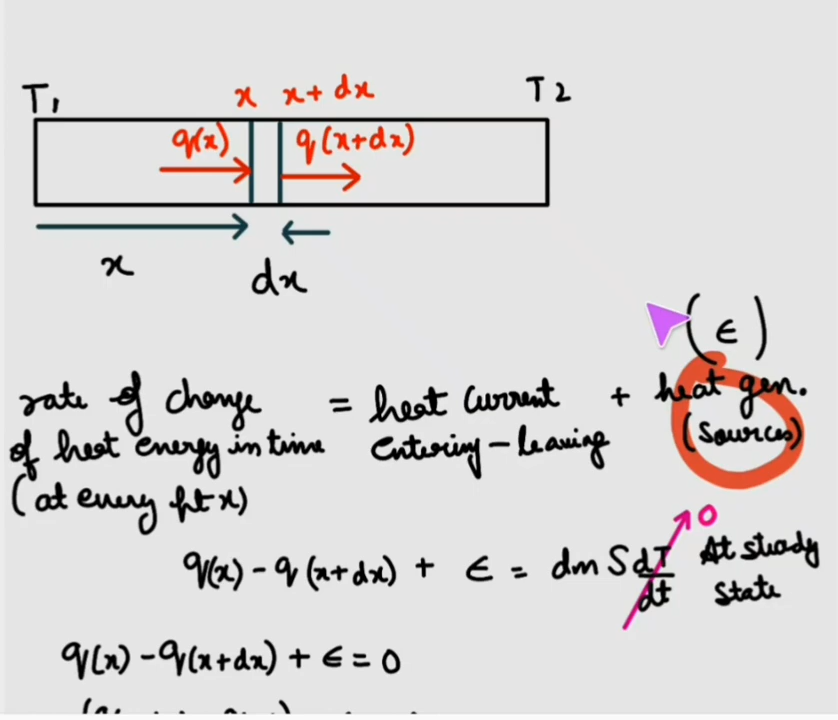 T1 T2
x x+dx
q(x) q(x+dx)
x dx
(ϵ)
rate of change = heat current + heat gen.
of heat energy in time entering-leaving (Sources)
(at every pt x)
q(x) - q(x+dx) + ϵ = dm S dT/dt 0 At steady state
q(x) - q(x+dx) + ϵ = 0